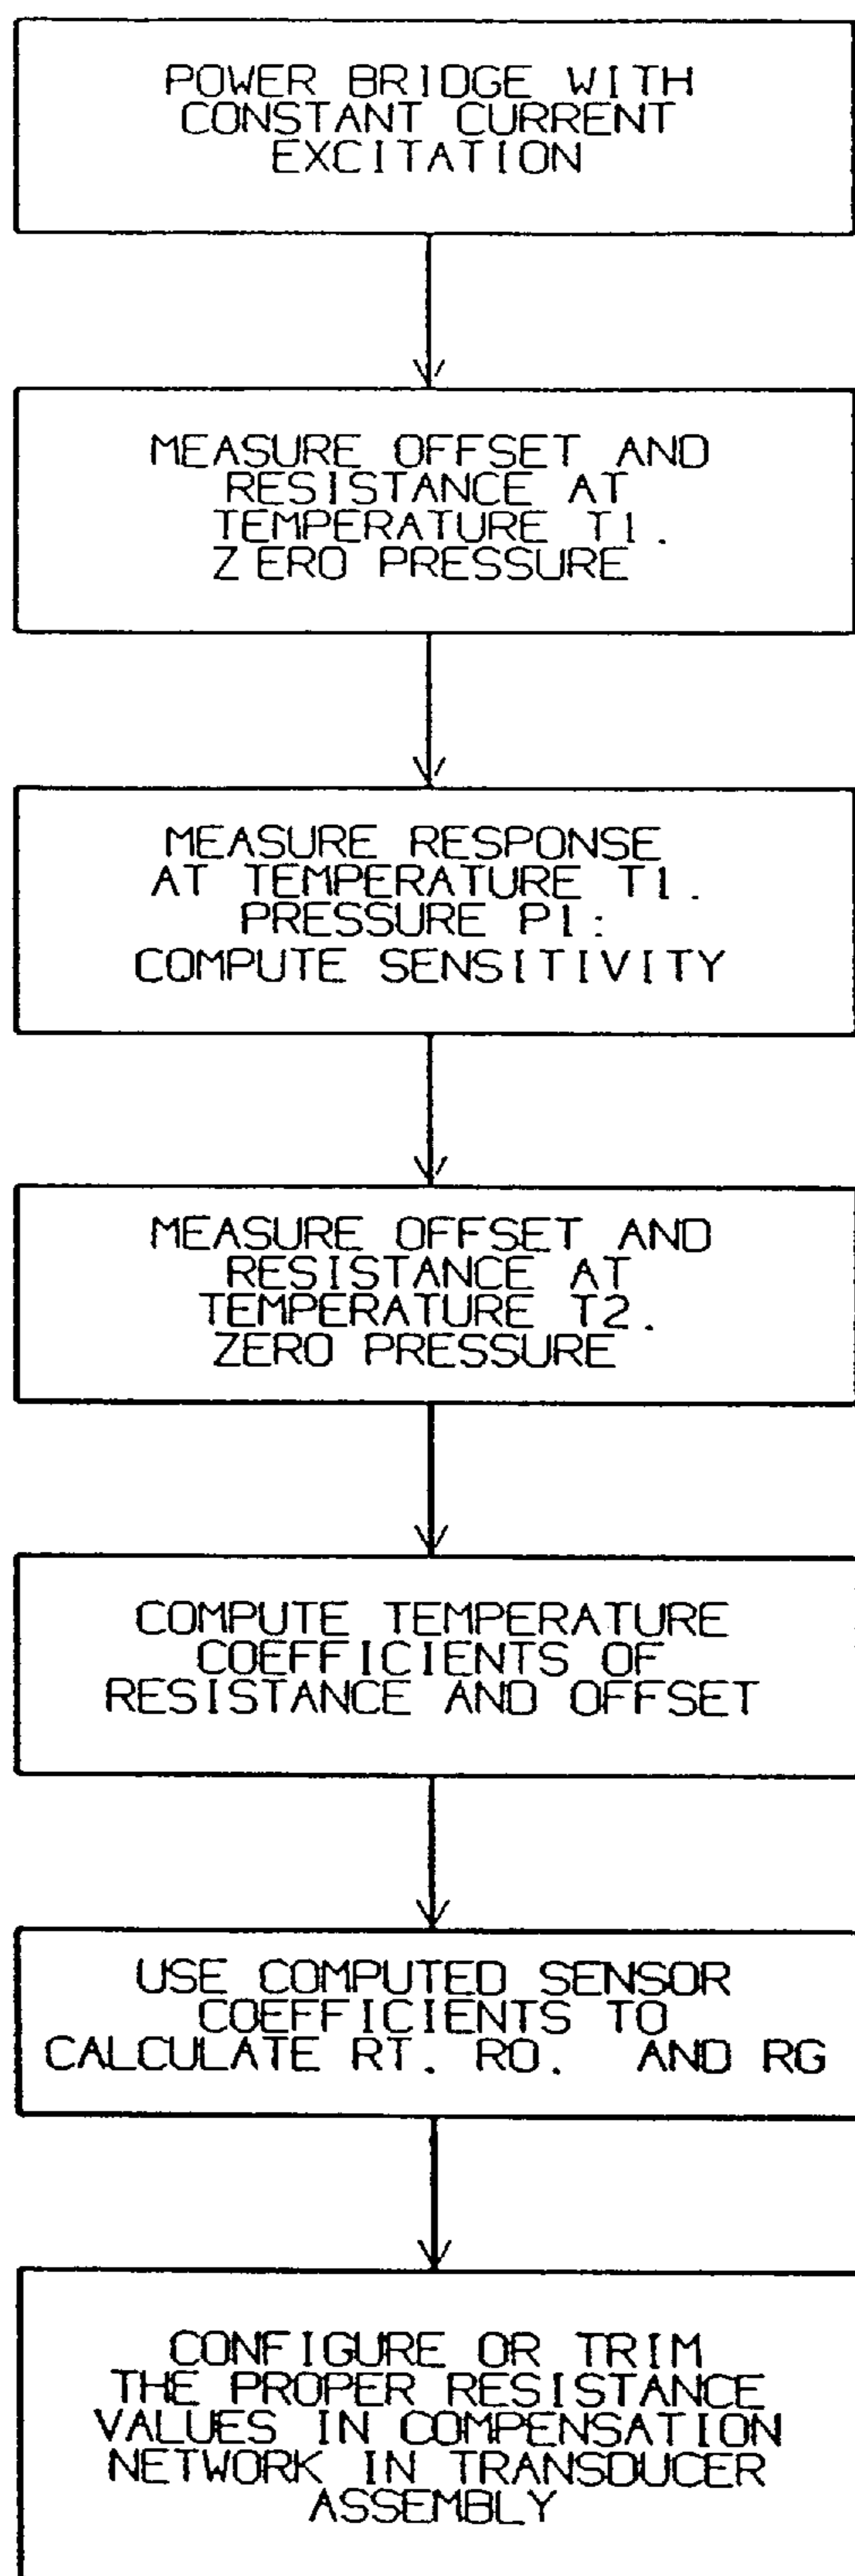 POWER BRIDGE WITH
CONSTANT CURRENT
EXCITATION
MEASURE OFFSET AND
RESISTANCE AT
TEMPERATURE T1.
ZERO PRESSURE
MEASURE RESPONSE
AT TEMPERATURE T1.
PRESSURE P1:
COMPUTE SENSITIVITY
MEASURE OFFSET AND
RESISTANCE AT
TEMPERATURE T2.
ZERO PRESSURE
COMPUTE TEMPERATURE
COEFFICIENTS OF
RESISTANCE AND OFFSET
USE COMPUTED SENSOR
COEFFICIENTS TO
CALCULATE RT. RO. AND RG
CONFIGURE OR TRIM
THE PROPER RESISTANCE
VALUES IN COMPENSATION
NETWORK IN TRANSDUCER
ASSEMBLY